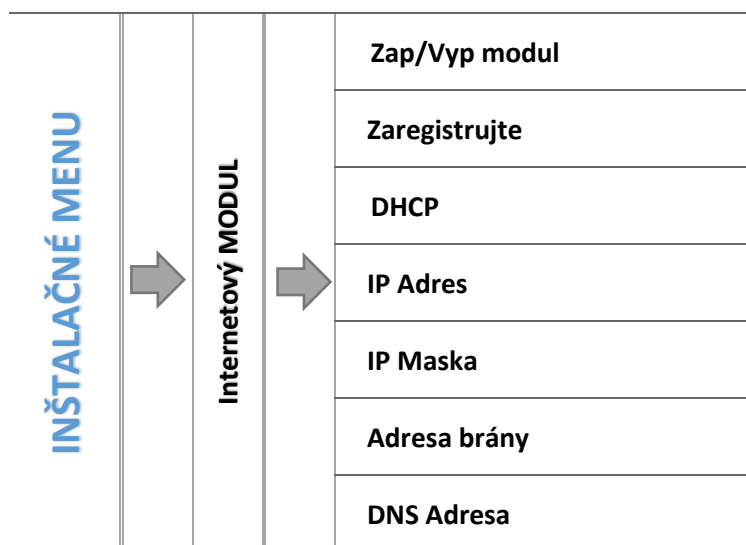 INŠTALAČNÉ MENU
Internetový MODUL
Zap/Vyp modul
Zaregistrujte
DHCP
IP Adres
IP Maska
Adresa brány
DNS Adresa